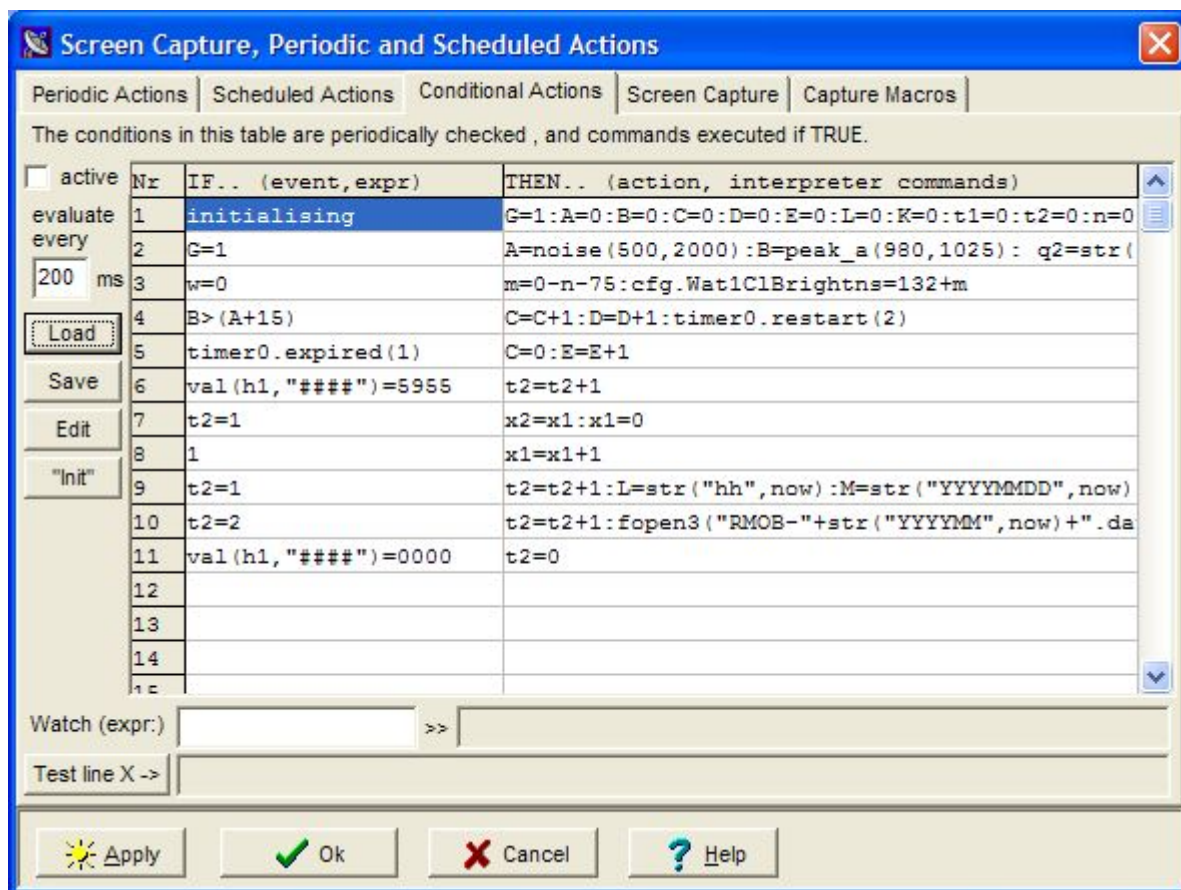 Screen Capture, Periodic and Scheduled Actions
Periodic Actions Scheduled Actions Conditional Actions Screen Capture Capture Macros
The conditions in this table are periodically checked , and commands executed if TRUE.
active
evaluate
every
200 ms
Load
Save
Edit
"Init"
Nr IF.. (event,expr) THEN.. (action, interpreter commands)
1 initialising G=1:A=0:B=0:C=0:D=0:E=0:L=0:K=0:t1=0:t2=0:n=0
2 G=1 A=noise(500,2000):B=peak_a(980,1025): q2=str(
3 w=0 m=0-n-75:cfg.Wat1ClBrightns=132+m
4 B>(A+15) C=C+1:D=D+1:timer0.restart(2)
5 timer0.expired(1) C=0:E=E+1
6 val(h1,"####")=5955 t2=t2+1
7 t2=1 x2=x1:x1=0
8 1 x1=x1+1
9 t2=1 t2=t2+1:L=str("hh",now):M=str("YYYYMMDD",now)
10 t2=2 t2=t2+1:fopen3("RMOB-"+str("YYYYMM",now)+".da
11 val(h1,"####")=0000 t2=0
12
13
14
Watch (expr:) >>
Test line X ->
Apply Ok Cancel Help